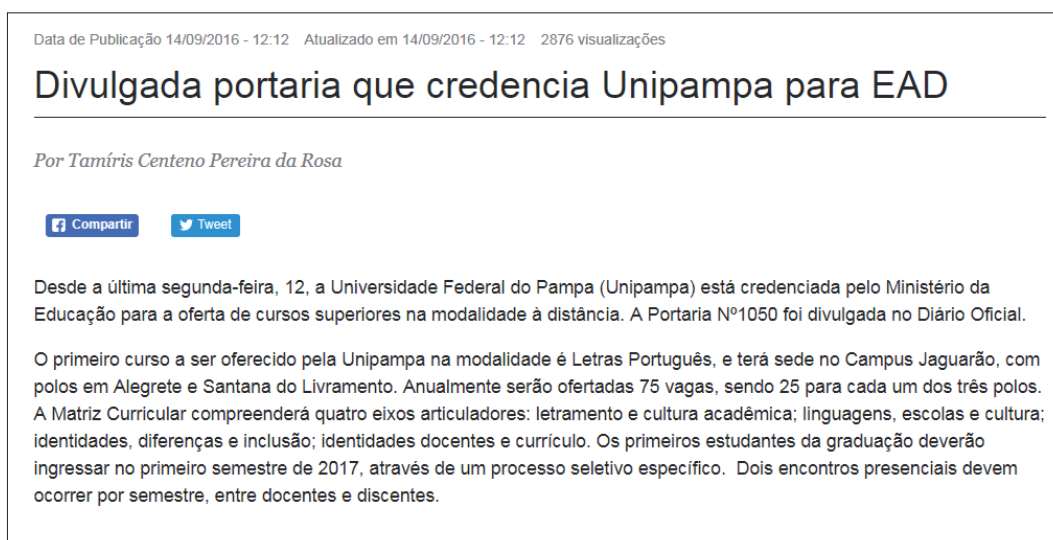 Data de Publicação 14/09/2016 - 12:12 Atualizado em 14/09/2016 - 12:12 2876 visualizações
Divulgada portaria que credencia Unipampa para EAD
Por Tamíris Centeno Pereira da Rosa
Compartir Tweet
Desde a última segunda-feira, 12, a Universidade Federal do Pampa (Unipampa) está credenciada pelo Ministério da
Educação para a oferta de cursos superiores na modalidade à distância. A Portaria Nº1050 foi divulgada no Diário Oficial.
O primeiro curso a ser oferecido pela Unipampa na modalidade é Letras Português, e terá sede no Campus Jaguarão, com
polos em Alegrete e Santana do Livramento. Anualmente serão ofertadas 75 vagas, sendo 25 para cada um dos três polos.
A Matriz Curricular compreenderá quatro eixos articuladores: letramento e cultura acadêmica; linguagens, escolas e cultura;
identidades, diferenças e inclusão; identidades docentes e currículo. Os primeiros estudantes da graduação deverão
ingressar no primeiro semestre de 2017, através de um processo seletivo específico. Dois encontros presenciais devem
ocorrer por semestre, entre docentes e discentes.